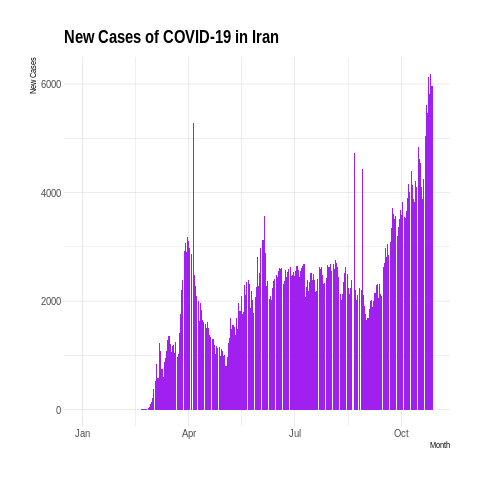 New Cases of COVID-19 in Iran
New Cases
6000
4000
2000
0
Jan Apr Jul Oct
Month